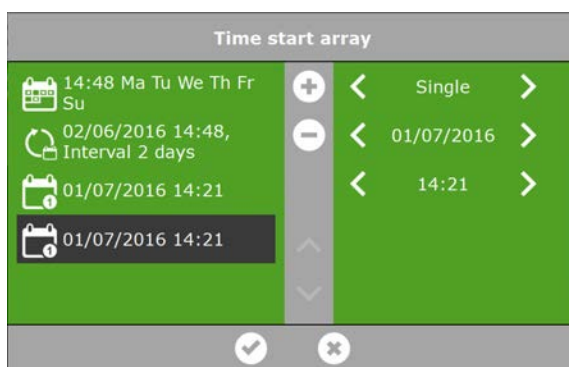 Time start array
14:48 Ma Tu We Th Fr
Su
02/06/2016 14:48,
Interval 2 days
01/07/2016 14:21
01/07/2016 14:21
Single
01/07/2016
14:21